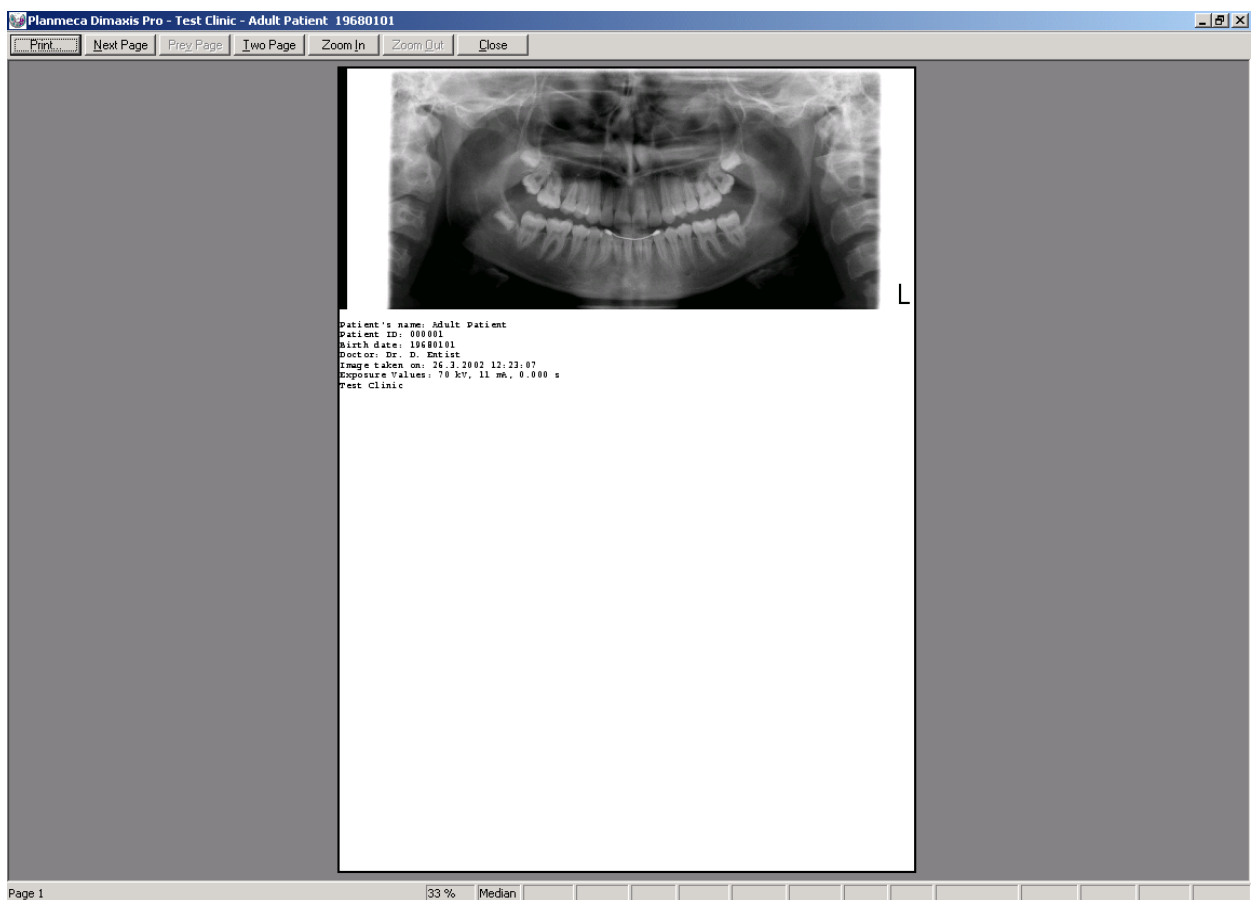 Planmeca Dimaxis Pro - Test Clinic - Adult Patient 19680101
Print... Next Page Prev Page Two Page Zoom In Zoom Out Close
L
Patient's name: Adult Patient
Patient ID: 000001
Birth date: 19680101
Doctor: Dr. D. Entist
Image taken on: 26.3.2002 12:23:07
Exposure Values: 70 kV, 11 mA, 0.000 s
Test Clinic
Page 1 33 % Median